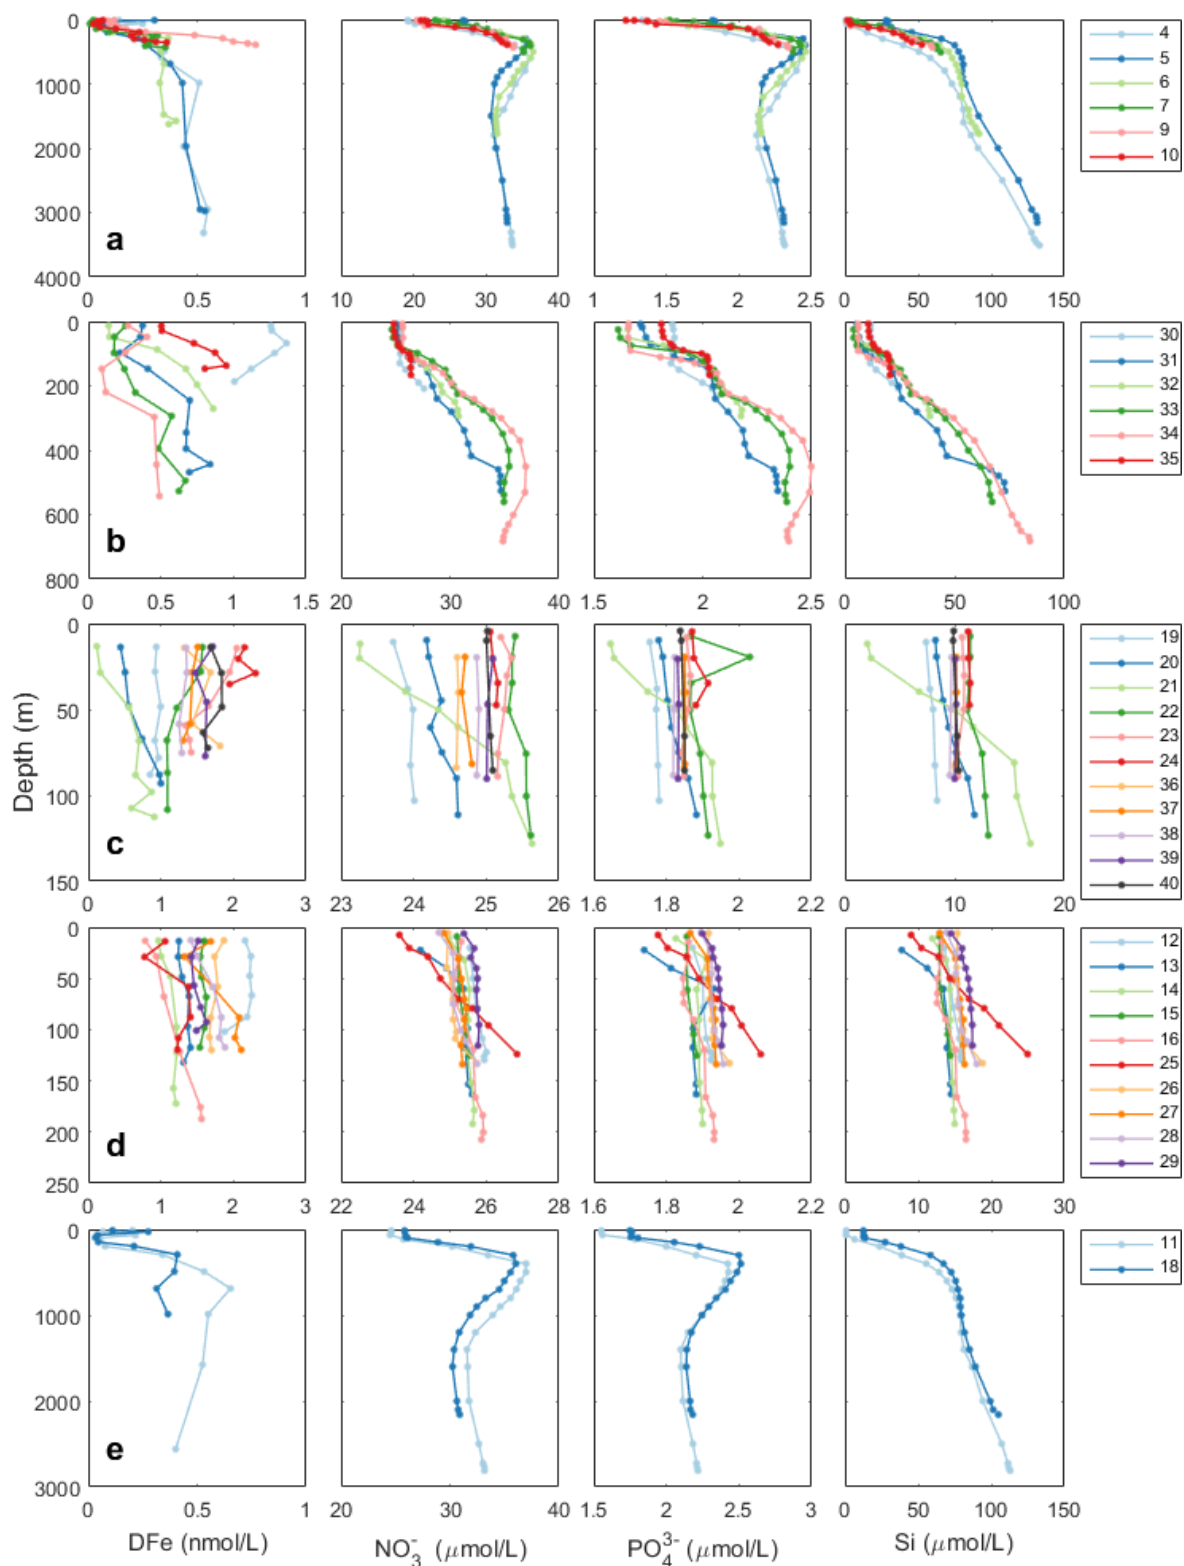 0
1000
2000
3000
4000
a
0 0.5 1
10 20 30 40
1 1.5 2 2.5
0 50 100 150
4
5
6
7
9
10
0
200
400
600
800
b
0 0.5 1 1.5
20 30 40
1.5 2 2.5
0 50 100
30
31
32
33
34
35
0
50
100
150
c
0 1 2 3
23 24 25 26
1.6 1.8 2 2.2
0 10 20
19
20
21
22
23
24
36
37
38
39
40
Depth (m)
0
50
100
150
200
250
d
0 1 2 3
22 24 26 28
1.6 1.8 2 2.2
0 10 20 30
12
13
14
15
16
25
26
27
28
29
0
1000
2000
3000
e
0 0.5 1
20 30 40
1.5 2 2.5 3
0 50 100 150
11
18
DFe (nmol/L) NO₃⁻ (μmol/L) PO₄³⁻ (μmol/L) Si (μmol/L)